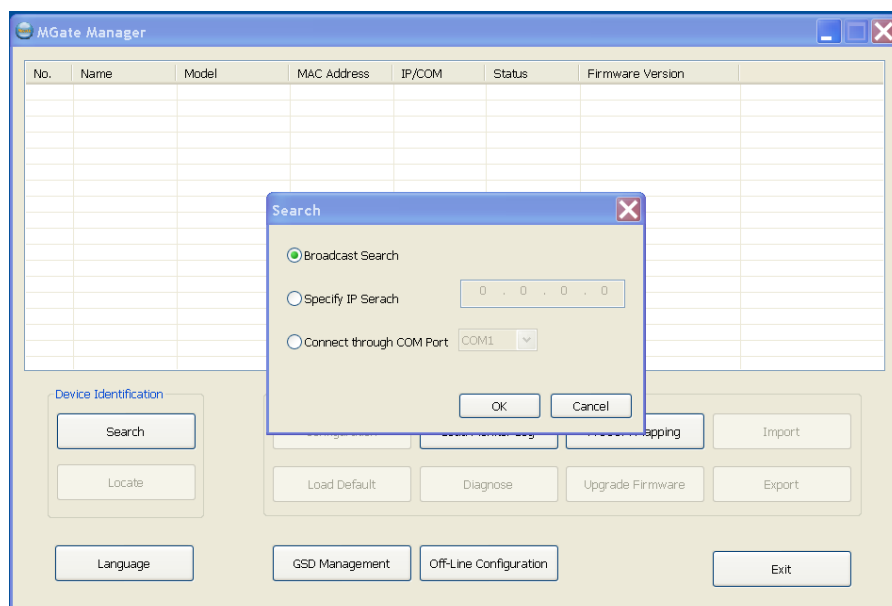 MGate Manager
No. Name Model MAC Address IP/COM Status Firmware Version
Search
Broadcast Search
Specify IP Serach
0 . 0 . 0 . 0
Connect through COM Port
COM1
OK Cancel
Device Identification
Search
Mapping
Import
Locate
Load Default
Diagnose
Upgrade Firmware
Export
Language
GSD Management
Off-Line Configuration
Exit